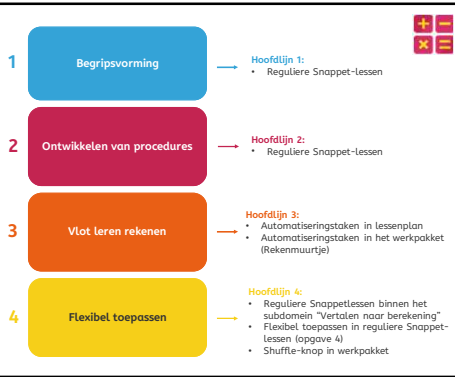 1
Begripsvorming
Hoofdlijn 1:
• Reguliere Snappet-lessen
2
Ontwikkelen van procedures
Hoofdlijn 2:
• Reguliere Snappet-lessen
3
Vlot leren rekenen
Hoofdlijn 3:
• Automatiseringstaken in lessenplan
• Automatiseringstaken in het werkpakket
(Rekenmuurtje)
4
Flexibel toepassen
Hoofdlijn 4:
• Reguliere Snappetlessen binnen het
subdomein “Vertalen naar berekening”
• Flexibel toepassen in reguliere Snappet-
lessen (opgave 4)
• Shuffle-knop in werkpakket